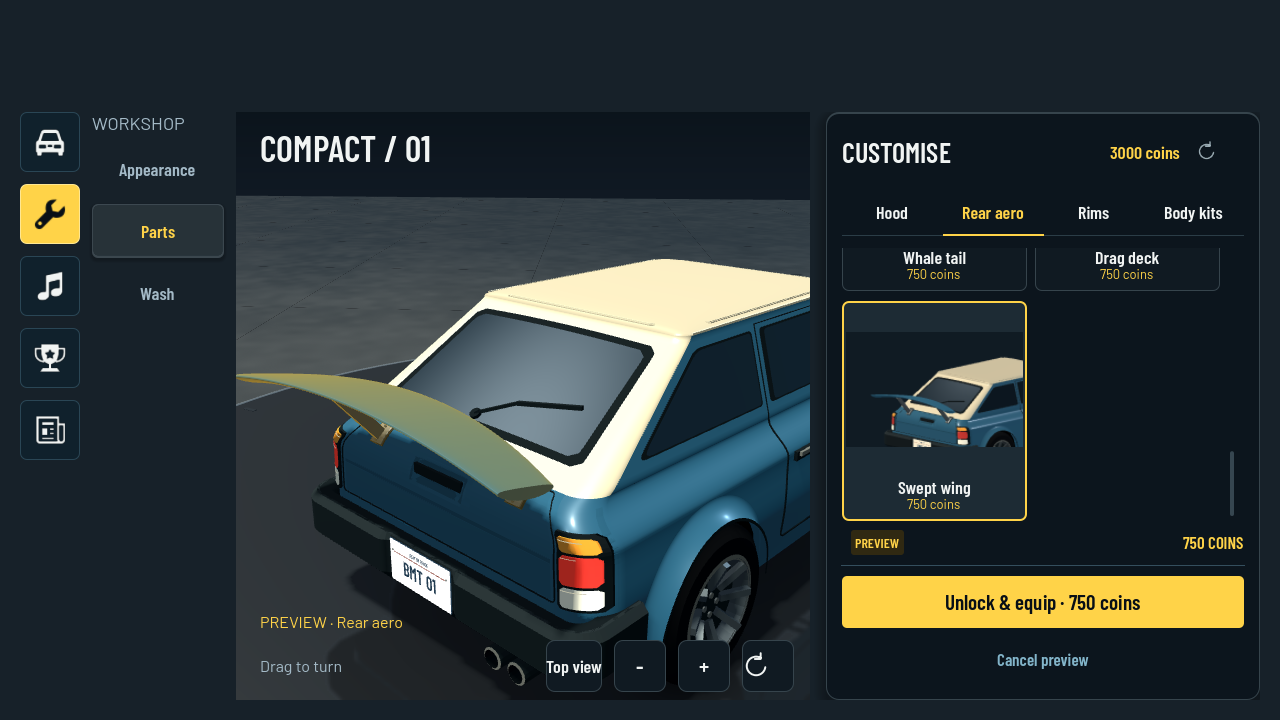 WORKSHOP
Appearance
Parts
Wash
COMPACT / 01
BMT 01
PREVIEW · Rear aero
Drag to turn
Top view
-
+
CUSTOMISE
3000 coins
Hood
Rear aero
Rims
Body kits
Whale tail
750 coins
Drag deck
750 coins
Swept wing
750 coins
PREVIEW
750 COINS
Unlock & equip · 750 coins
Cancel preview